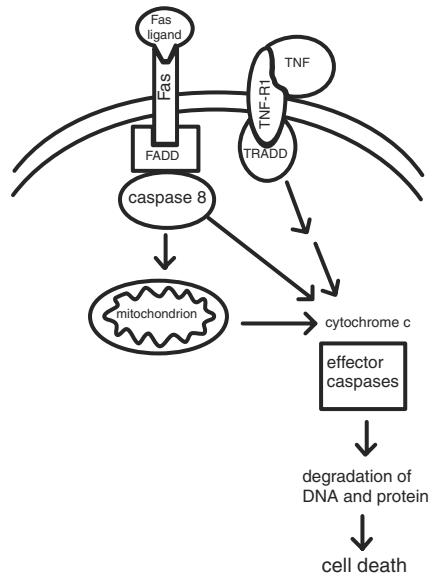 Fas
ligand
Fas
TNF
TNF-R1
FADD
TRADD
caspase 8
mitochondrion
cytochrome c
effector
caspases
degradation of
DNA and protein
cell death